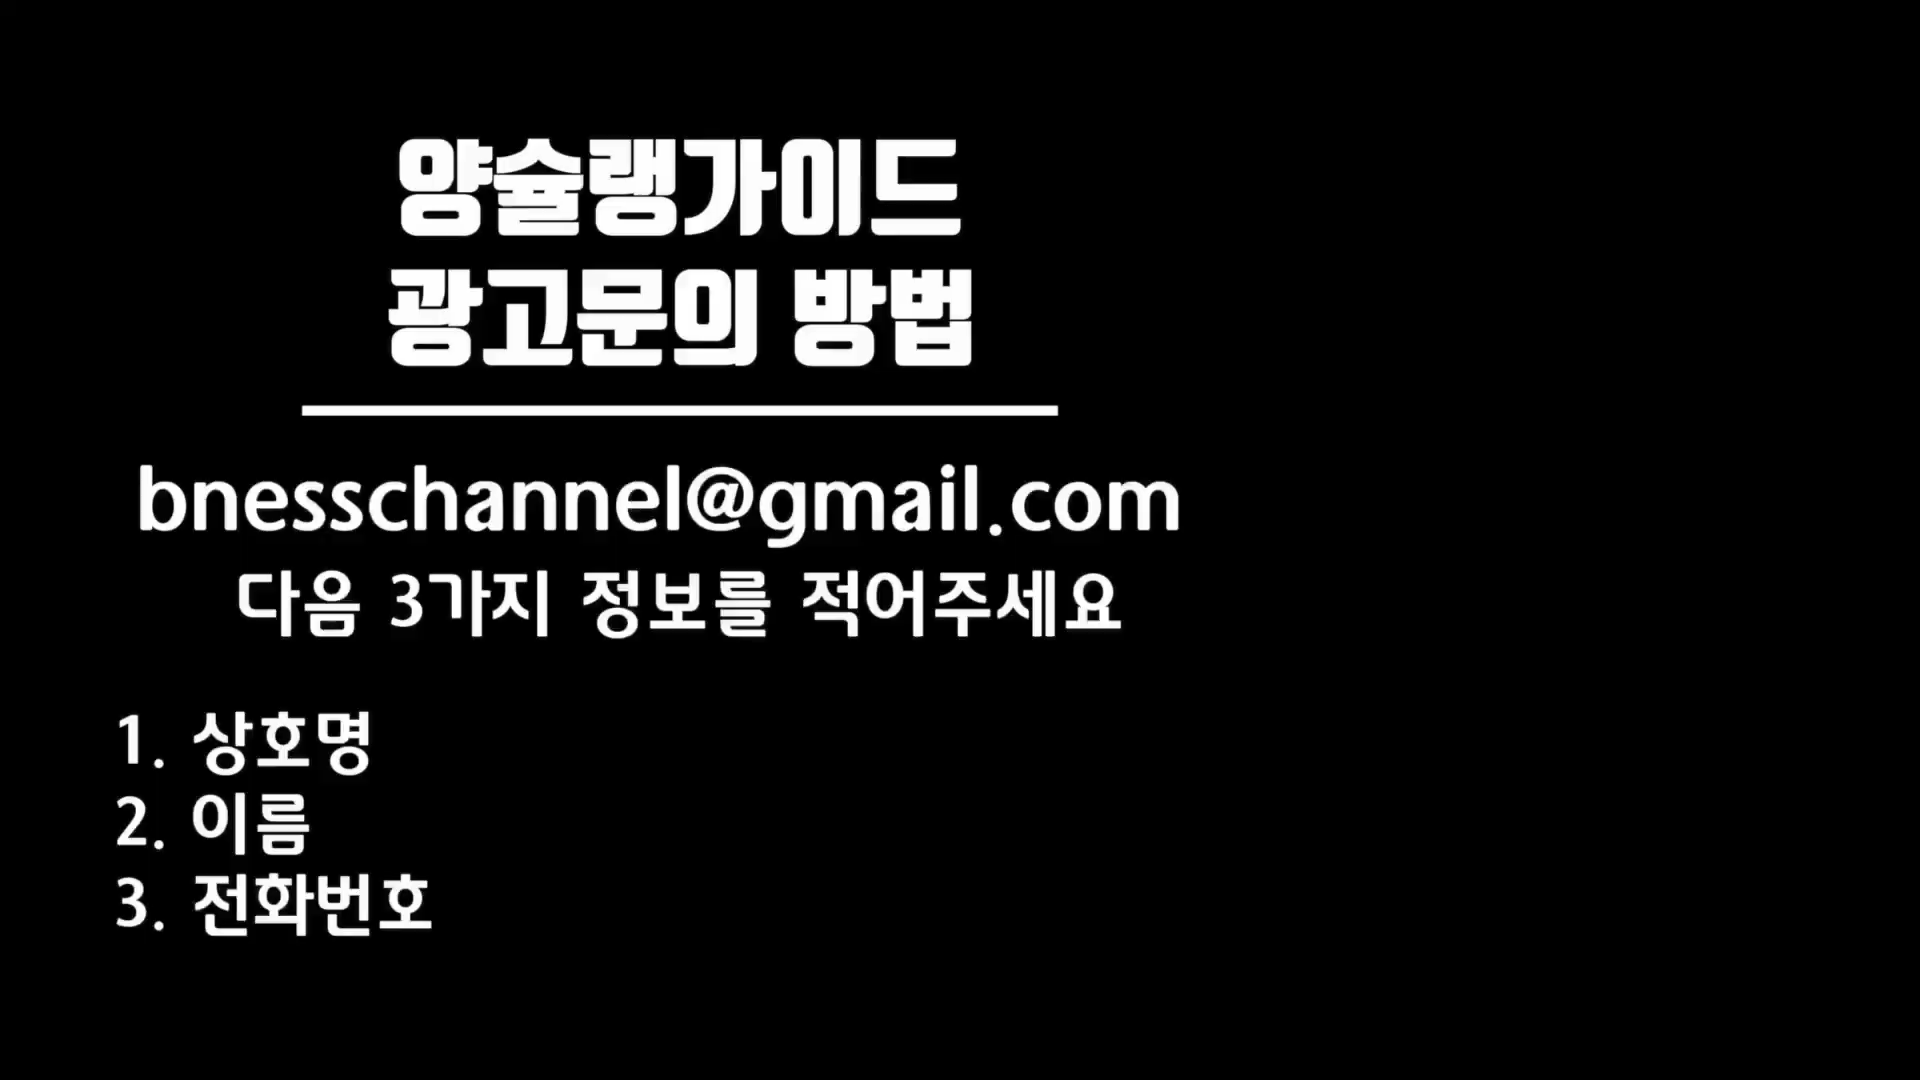 양슐랭가이드
광고문의 방법
bnesschannel@gmail.com
다음 3가지 정보를 적어주세요
1. 상호명
2. 이름
3. 전화번호